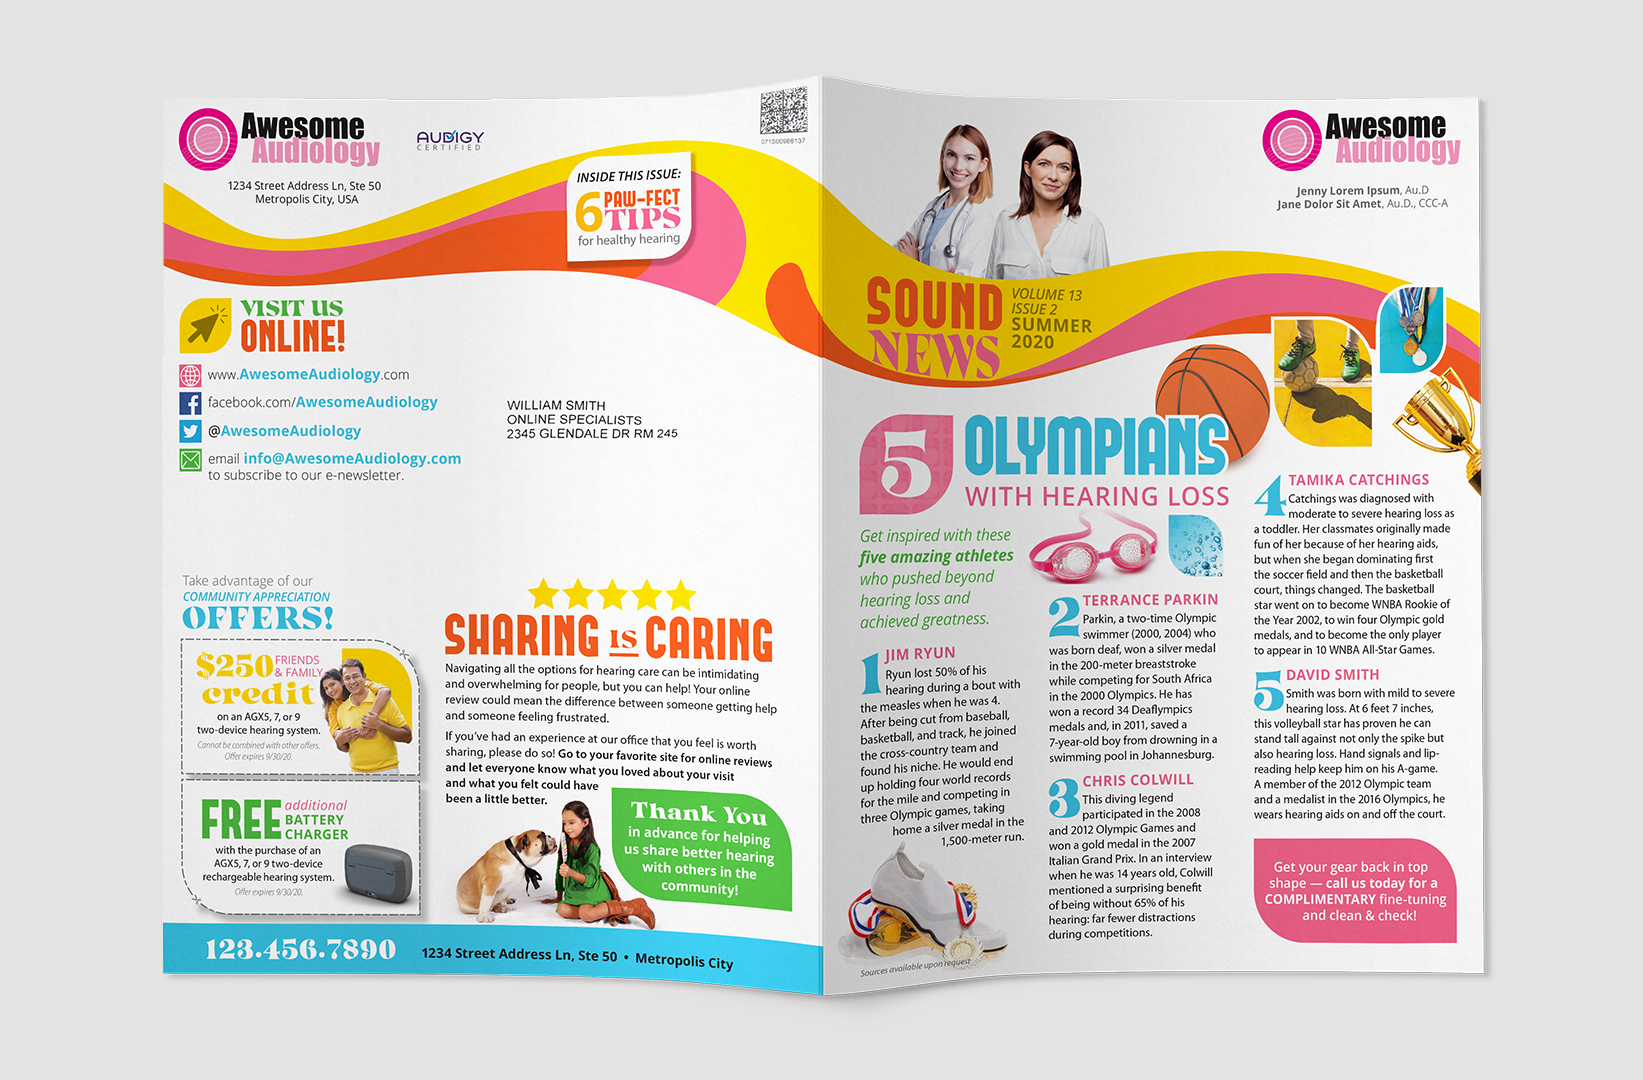 Awesome
Audiology
1234 Street Address Ln, Ste 50
Metropolis City, USA
AUDIGY
CERTIFIED
071S00986137
INSIDE THIS ISSUE:
6 PAW-FECT
TIPS
for healthy hearing
VISIT US
ONLINE!
www.AwesomeAudiology.com
facebook.com/AwesomeAudiology
@AwesomeAudiology
email info@AwesomeAudiology.com
to subscribe to our e-newsletter.
WILLIAM SMITH
ONLINE SPECIALISTS
2345 GLENDALE DR RM 245
Take advantage of our
COMMUNITY APPRECIATION
OFFERS!
$250 FRIENDS
& FAMILY
credit
on an AGX5, 7, or 9
two-device hearing system.
Cannot be combined with other offers.
Offer expires 9/30/20.
FREE additional
BATTERY
CHARGER
with the purchase of an
AGX5, 7, or 9 two-device
rechargeable hearing system.
Offer expires 9/30/20.
SHARING IS CARING
Navigating all the options for hearing care can be intimidating
and overwhelming for people, but you can help! Your online
review could mean the difference between someone getting help
and someone feeling frustrated.
If you've had an experience at our office that you feel is worth
sharing, please do so! Go to your favorite site for online reviews
and let everyone know what you loved about your visit
and what you felt could have
been a little better.
Thank You
in advance for helping
us share better hearing
with others in the
community!
123.456.7890
1234 Street Address Ln, Ste 50 • Metropolis City
Awesome
Audiology
Jenny Lorem Ipsum, Au.D
Jane Dolor Sit Amet, Au.D., CCC-A
SOUND
NEWS
VOLUME 13
ISSUE 2
SUMMER
2020
5 OLYMPIANS
WITH HEARING LOSS
Get inspired with these
five amazing athletes
who pushed beyond
hearing loss and
achieved greatness.
1 JIM RYUN
Ryun lost 50% of his
hearing during a bout with
the measles when he was 4.
After being cut from baseball,
basketball, and track, he joined
the cross-country team and
found his niche. He would end
up holding four world records
for the mile and competing in
three Olympic games, taking
home a silver medal in the
1,500-meter run.
Sources available upon request
2 TERRANCE PARKIN
Parkin, a two-time Olympic
swimmer (2000, 2004) who
was born deaf, won a silver medal
in the 200-meter breaststroke
while competing for South Africa
in the 2000 Olympics. He has
won a record 34 Deaflympics
medals and, in 2011, saved a
7-year-old boy from drowning in a
swimming pool in Johannesburg.
3 CHRIS COLWILL
This diving legend
participated in the 2008
and 2012 Olympic Games and
won a gold medal in the 2007
Italian Grand Prix. In an interview
when he was 14 years old, Colwill
mentioned a surprising benefit
of being without 65% of his
hearing: far fewer distractions
during competitions.
4 TAMIKA CATCHINGS
Catchings was diagnosed with
moderate to severe hearing loss as
a toddler. Her classmates originally made
fun of her because of her hearing aids,
but when she began dominating first
the soccer field and then the basketball
court, things changed. The basketball
star went on to become WNBA Rookie of
the Year 2002, to win four Olympic gold
medals, and to become the only player
to appear in 10 WNBA All-Star Games.
5 DAVID SMITH
Smith was born with mild to severe
hearing loss. At 6 feet 7 inches,
this volleyball star has proven he can
stand tall against not only the spike but
also hearing loss. Hand signals and lip-
reading help keep him on his A-game.
A member of the 2012 Olympic team
and a medalist in the 2016 Olympics, he
wears hearing aids on and off the court.
Get your gear back in top
shape — call us today for a
COMPLIMENTARY fine-tuning
and clean & check!